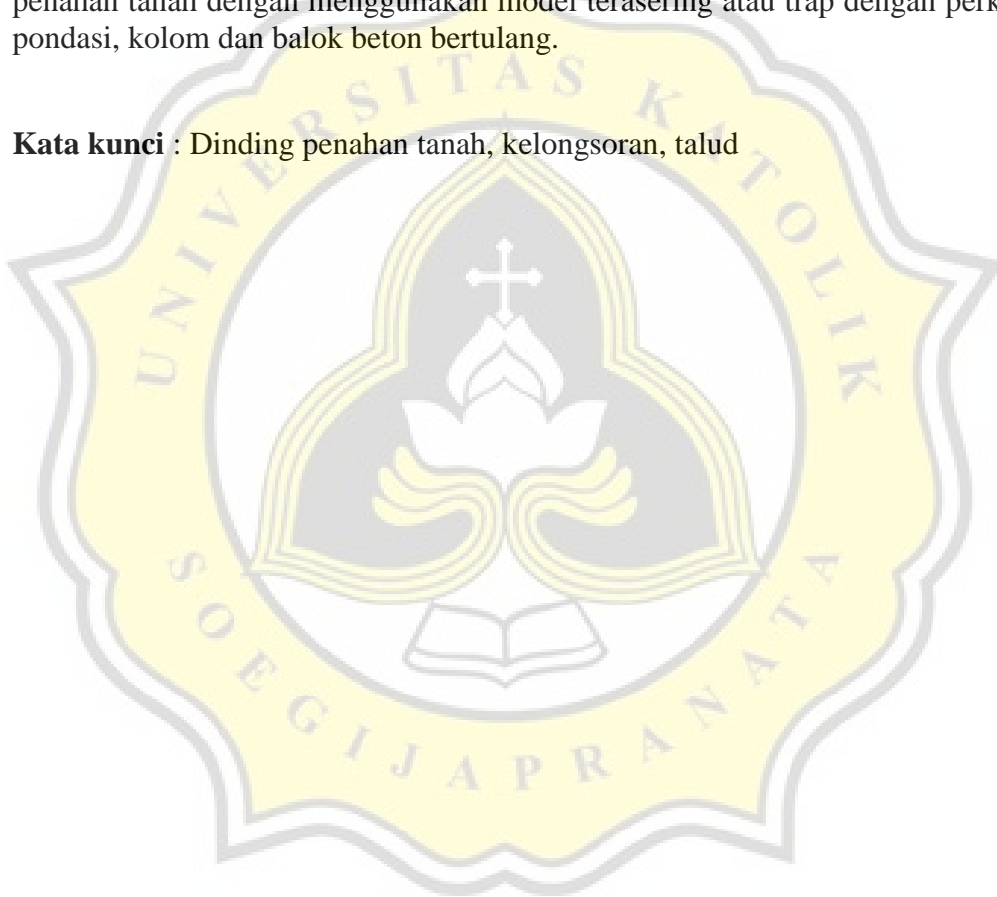 penahan tanah dengan menggunakan model terasering atau trap dengan
pondasi, kolom dan balok beton bertulang.
Kata kunci : Dinding penahan tanah, kelongsoran, talud
UNIVERSITAS KATOLIK
SOEGIJAPRANATA